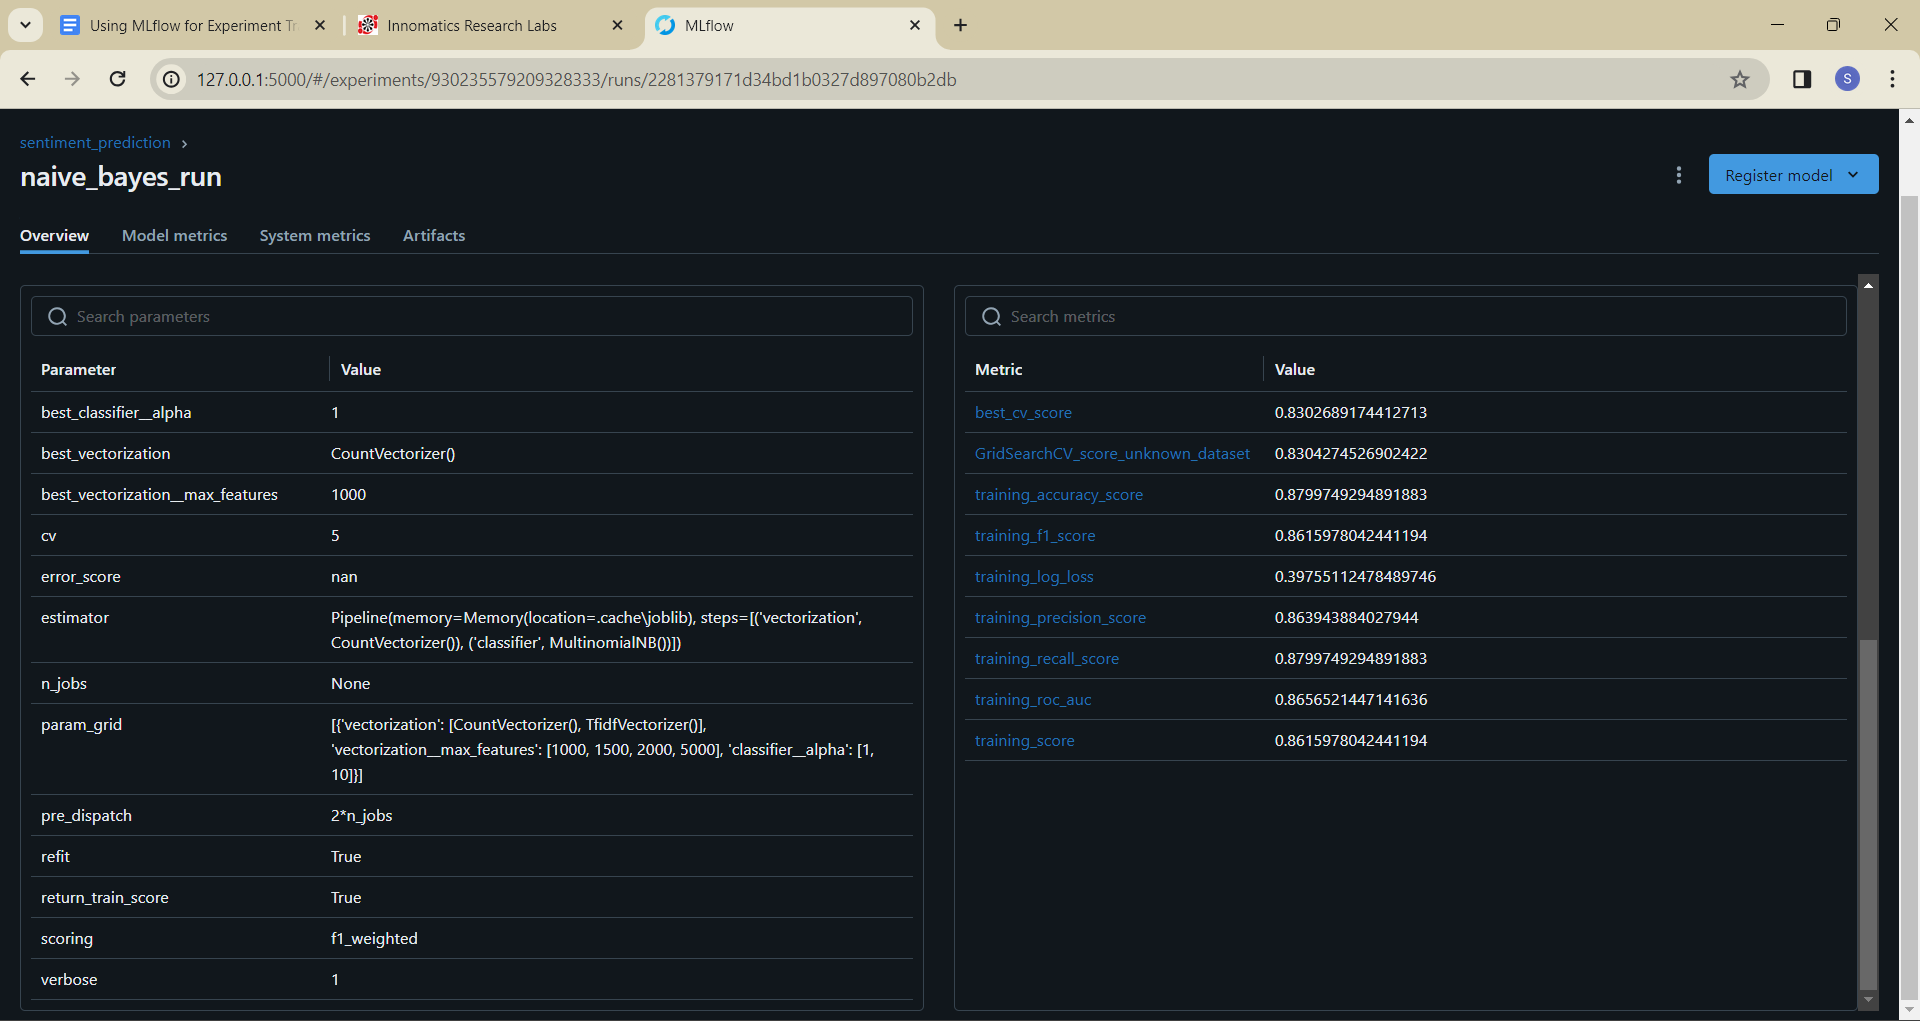 Using MLflow for Experiment Tr
Innomatics Research Labs
MLflow
127.0.0.1:5000/#/experiments/930235579209328333/runs/2281379171d34bd1b0327d897080b2db
S
sentiment_prediction
naive_bayes_run
Register model
Overview
Model metrics
System metrics
Artifacts
Search parameters
Parameter Value
best_classifier__alpha 1
best_vectorization CountVectorizer()
best_vectorization__max_features 1000
cv 5
error_score nan
estimator Pipeline(memory=Memory(location=.cache\joblib), steps=[('vectorization',
CountVectorizer()), ('classifier', MultinomialNB())])
n_jobs None
param_grid [{'vectorization': [CountVectorizer(), TfidfVectorizer()],
'vectorization__max_features': [1000, 1500, 2000, 5000], 'classifier__alpha': [1,
10]}]
pre_dispatch 2*n_jobs
refit True
return_train_score True
scoring f1_weighted
verbose 1
Search metrics
Metric Value
best_cv_score 0.8302689174412713
GridSearchCV_score_unknown_dataset 0.8304274526902422
training_accuracy_score 0.8799749294891883
training_f1_score 0.8615978042441194
training_log_loss 0.39755112478489746
training_precision_score 0.863943884027944
training_recall_score 0.8799749294891883
training_roc_auc 0.8656521447141636
training_score 0.8615978042441194